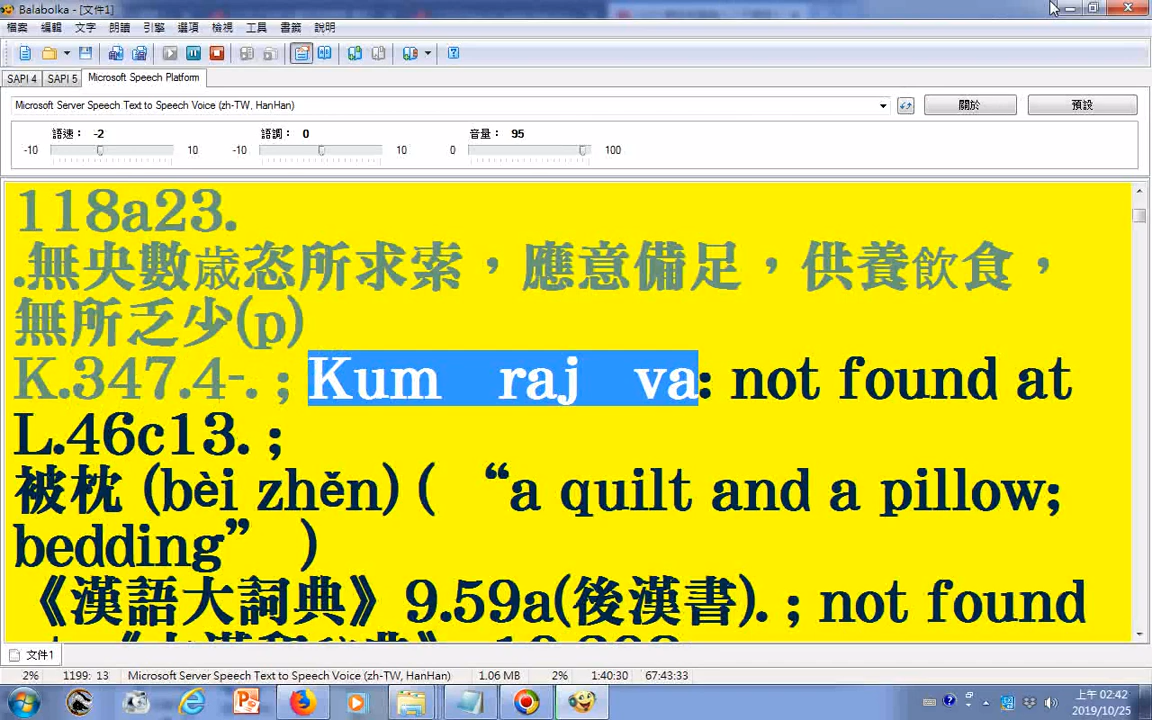 Balabolka - [文件1]
檔案 編輯 文字 朗讀 引擎 選項 檢視 工具 書籤 說明
SAPI 4 SAPI 5 Microsoft Speech Platform
Microsoft Server Speech Text to Speech Voice (zh-TW, HanHan) 關於 預設
語速： -2 語調： 0 音量： 95
-10 10 -10 10 0 100
118a23.
.無央數歳恣所求索，應意備足，供養飲食，
無所乏少(p)
K.347.4-. ; Kum raj va: not found at
L.46c13. ;
被枕 (bèi zhěn) ( “a quilt and a pillow;
bedding” )
《漢語大詞典》 9.59a(後漢書). ; not found
文件1
2% 1199: 13 Microsoft Server Speech Text to Speech Voice (zh-TW, HanHan) 1.06 MB 2% 1:40:30 67:43:33
上午 02:42
2019/10/25